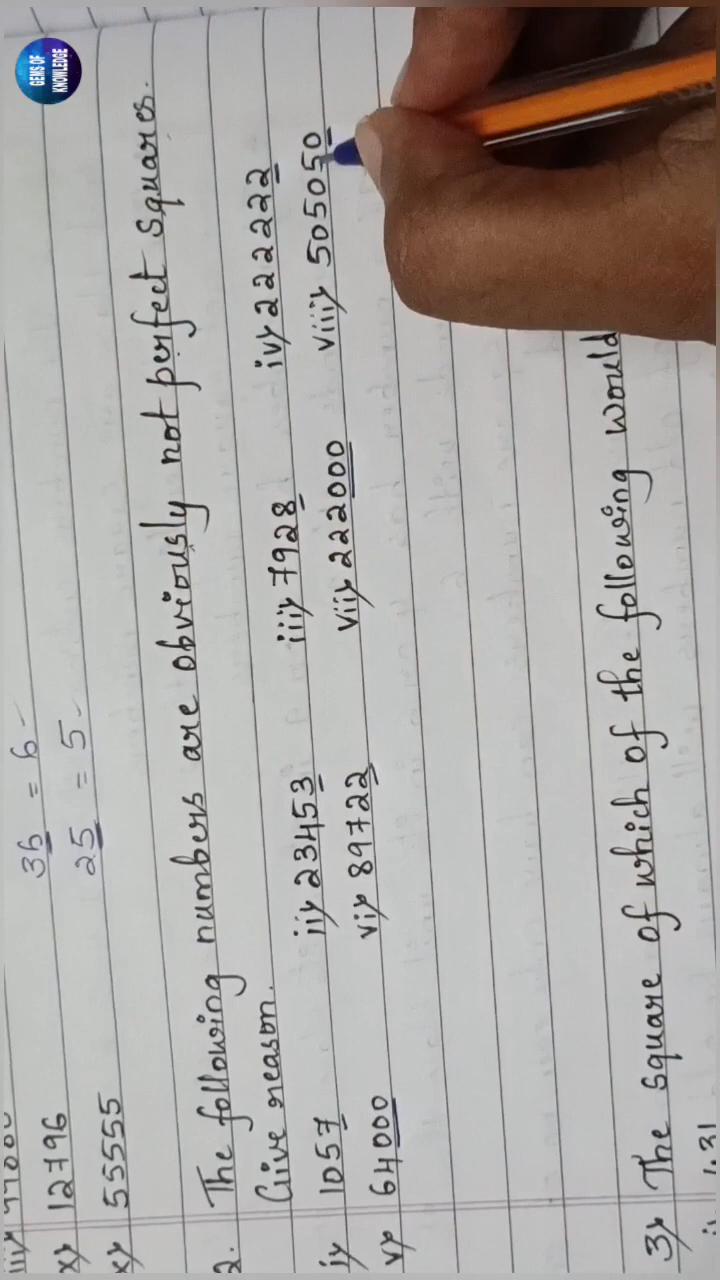 GEMS OF
KNOWLEDGE
36 = 6
x) 12796
25 = 5
x) 55555
2. The following numbers are obviously not perfect squares.
Give reason.
i) 1057 ii) 23453 iii) 7928 iv) 222222
v) 64000 vi) 89722 vii) 222000 viii) 505050
3) The square of which of the following would